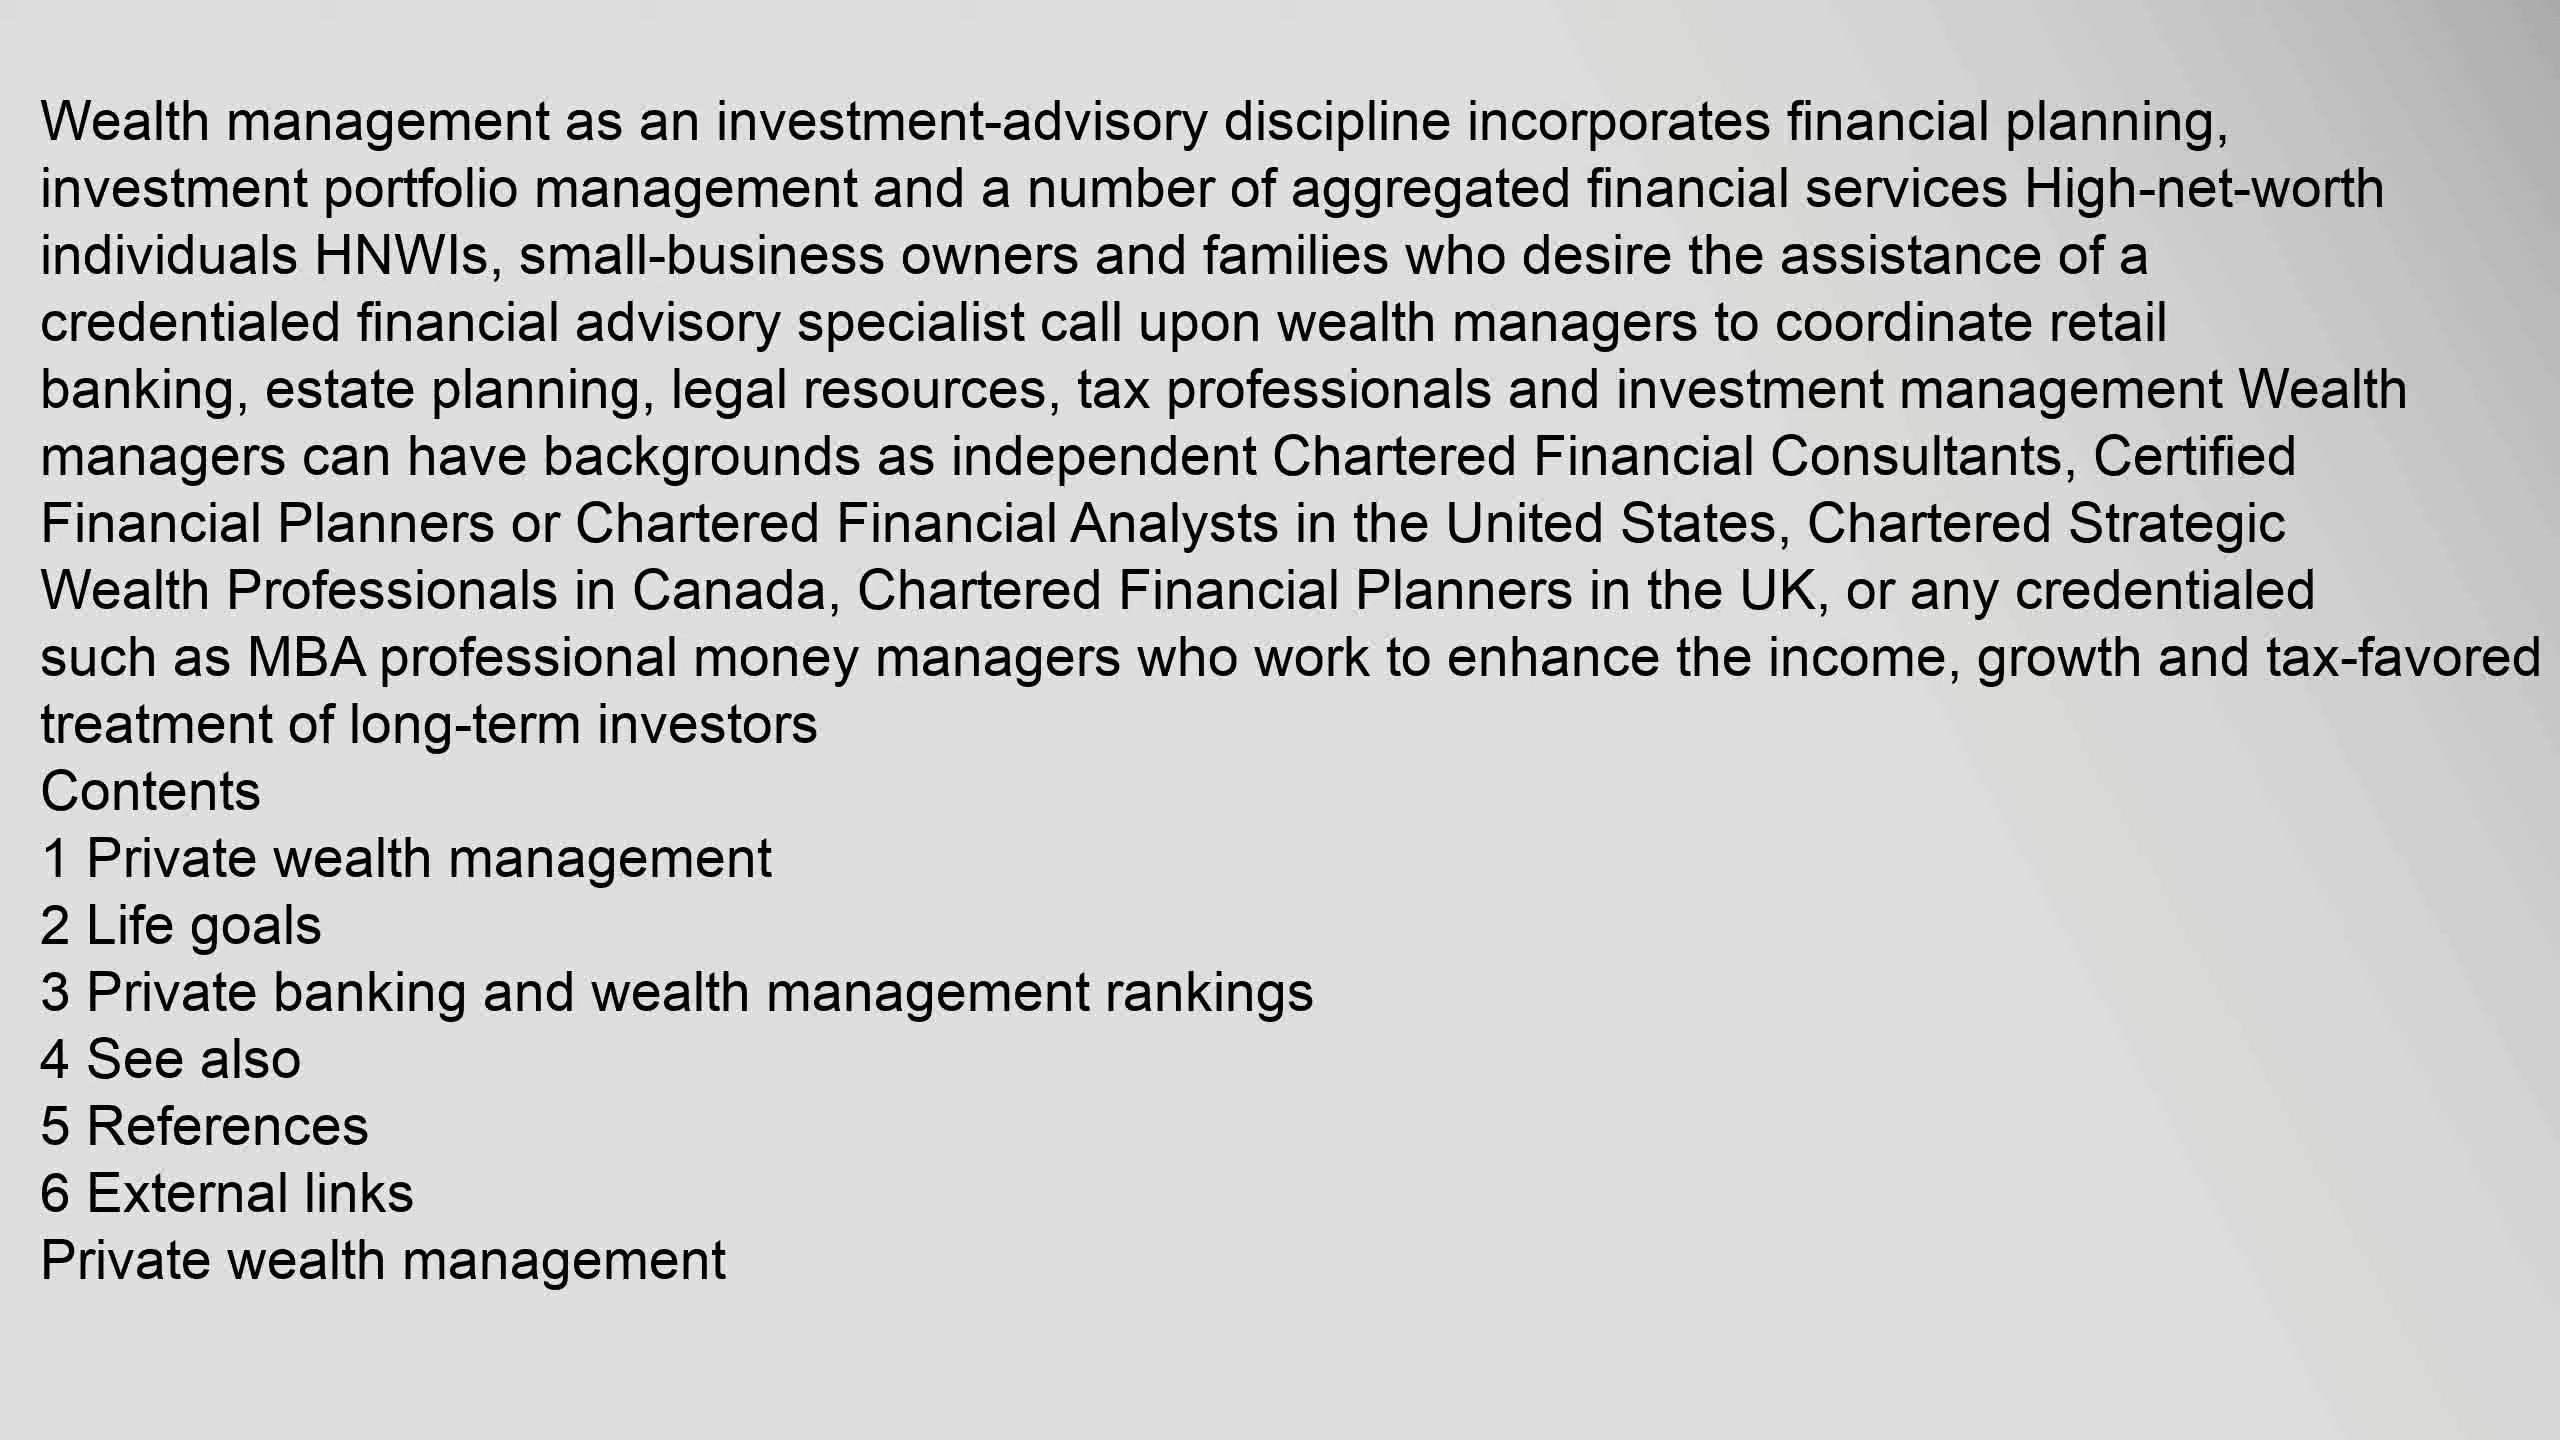 Wealth management as an investment-advisory discipline incorporates financial planning,
investment portfolio management and a number of aggregated financial services High-net-worth
individuals HNWIs, small-business owners and families who desire the assistance of a
credentialed financial advisory specialist call upon wealth managers to coordinate retail
banking, estate planning, legal resources, tax professionals and investment management Wealth
managers can have backgrounds as independent Chartered Financial Consultants, Certified
Financial Planners or Chartered Financial Analysts in the United States, Chartered Strategic
Wealth Professionals in Canada, Chartered Financial Planners in the UK, or any credentialed
such as MBA professional money managers who work to enhance the income, growth and tax-favored
treatment of long-term investors
Contents
1 Private wealth management
2 Life goals
3 Private banking and wealth management rankings
4 See also
5 References
6 External links
Private wealth management